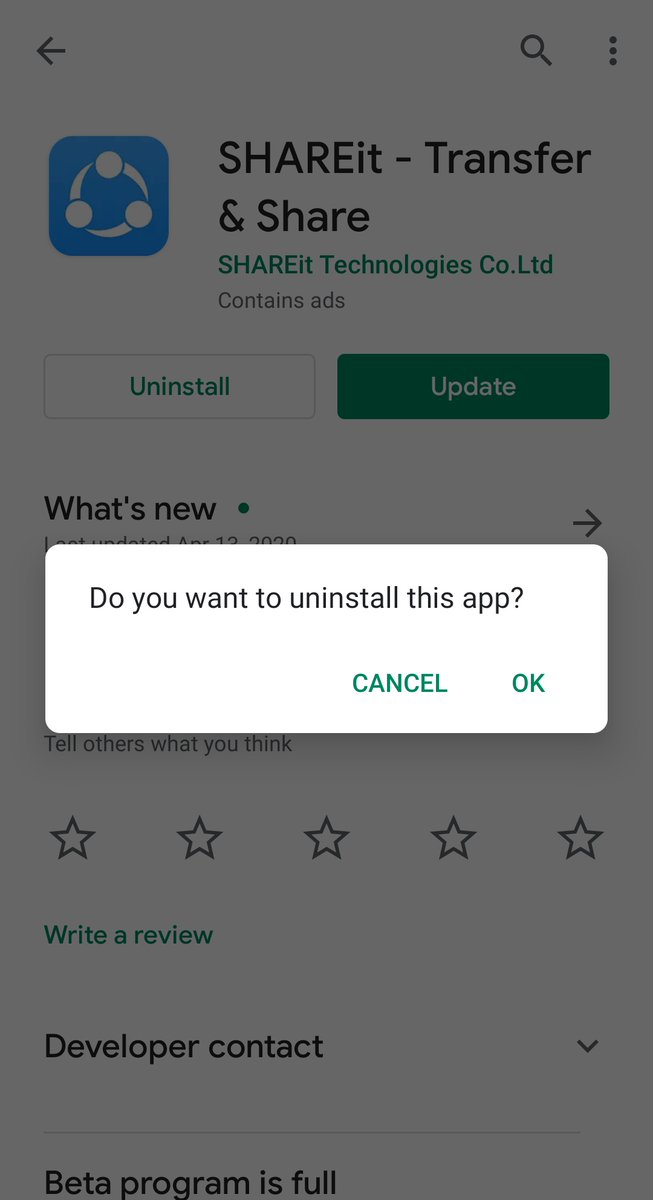 SHAREit - Transfer
& Share
SHAREit Technologies Co.Ltd
Contains ads
Uninstall
Update
What's new
Last updated Apr 13, 2020
Do you want to uninstall this app?
CANCEL
OK
Tell others what you think
Write a review
Developer contact
Beta program is full